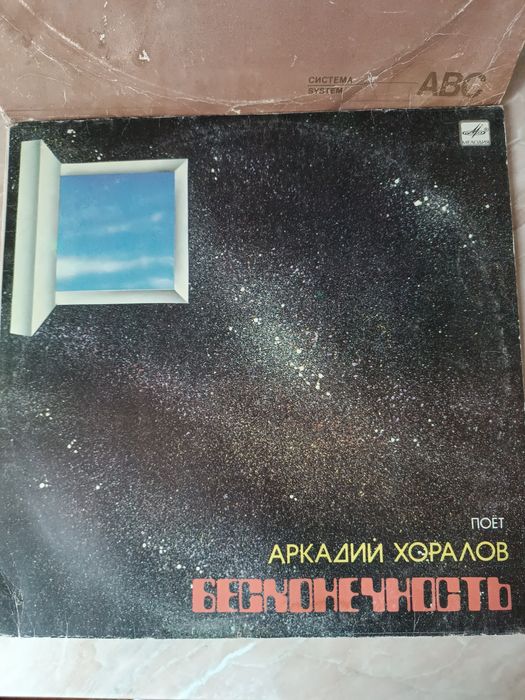 СИСТЕМА
SYSTEM
ABC
МЕЛОДИЯ
ПОЁТ
АРКАДИЙ ХОРАЛОВ
БЕСКОНЕЧНОСТЬ